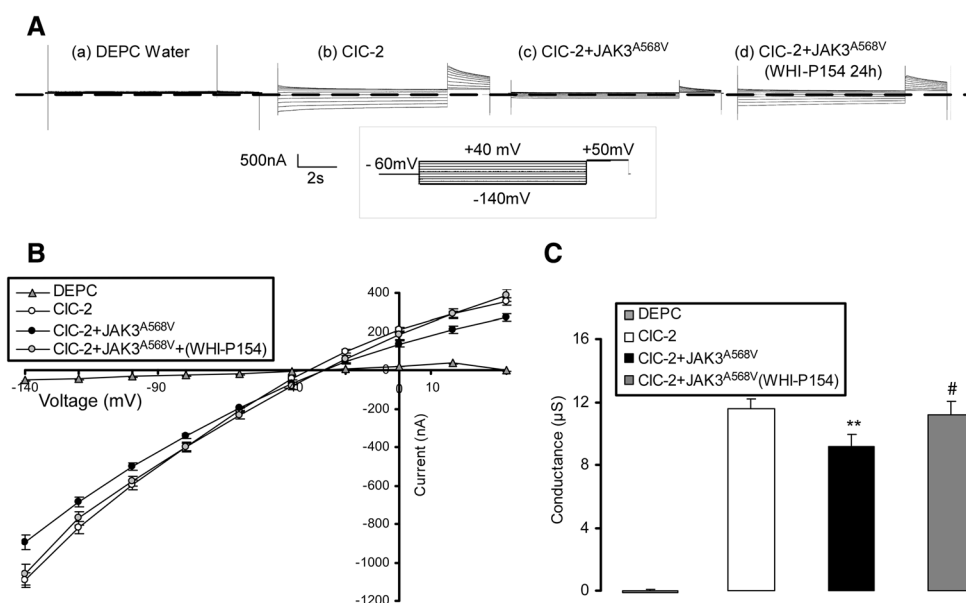 A
(a) DEPC Water
(b) ClC-2
(c) ClC-2+JAK3A568V
(d) ClC-2+JAK3A568V
(WHI-P154 24h)
500nA
2s
- 60mV
+40 mV
+50mV
-140mV
B
DEPC
ClC-2
ClC-2+JAK3A568V
ClC-2+JAK3A568V+(WHI-P154)
400
200
0
-140
-90
-40
0
10
Voltage (mV)
-200
-400
-600
-800
-1000
-1200
Current (nA)
C
DEPC
ClC-2
ClC-2+JAK3A568V
ClC-2+JAK3A568V(WHI-P154)
16
12
8
4
0
Conductance (µS)
**
#